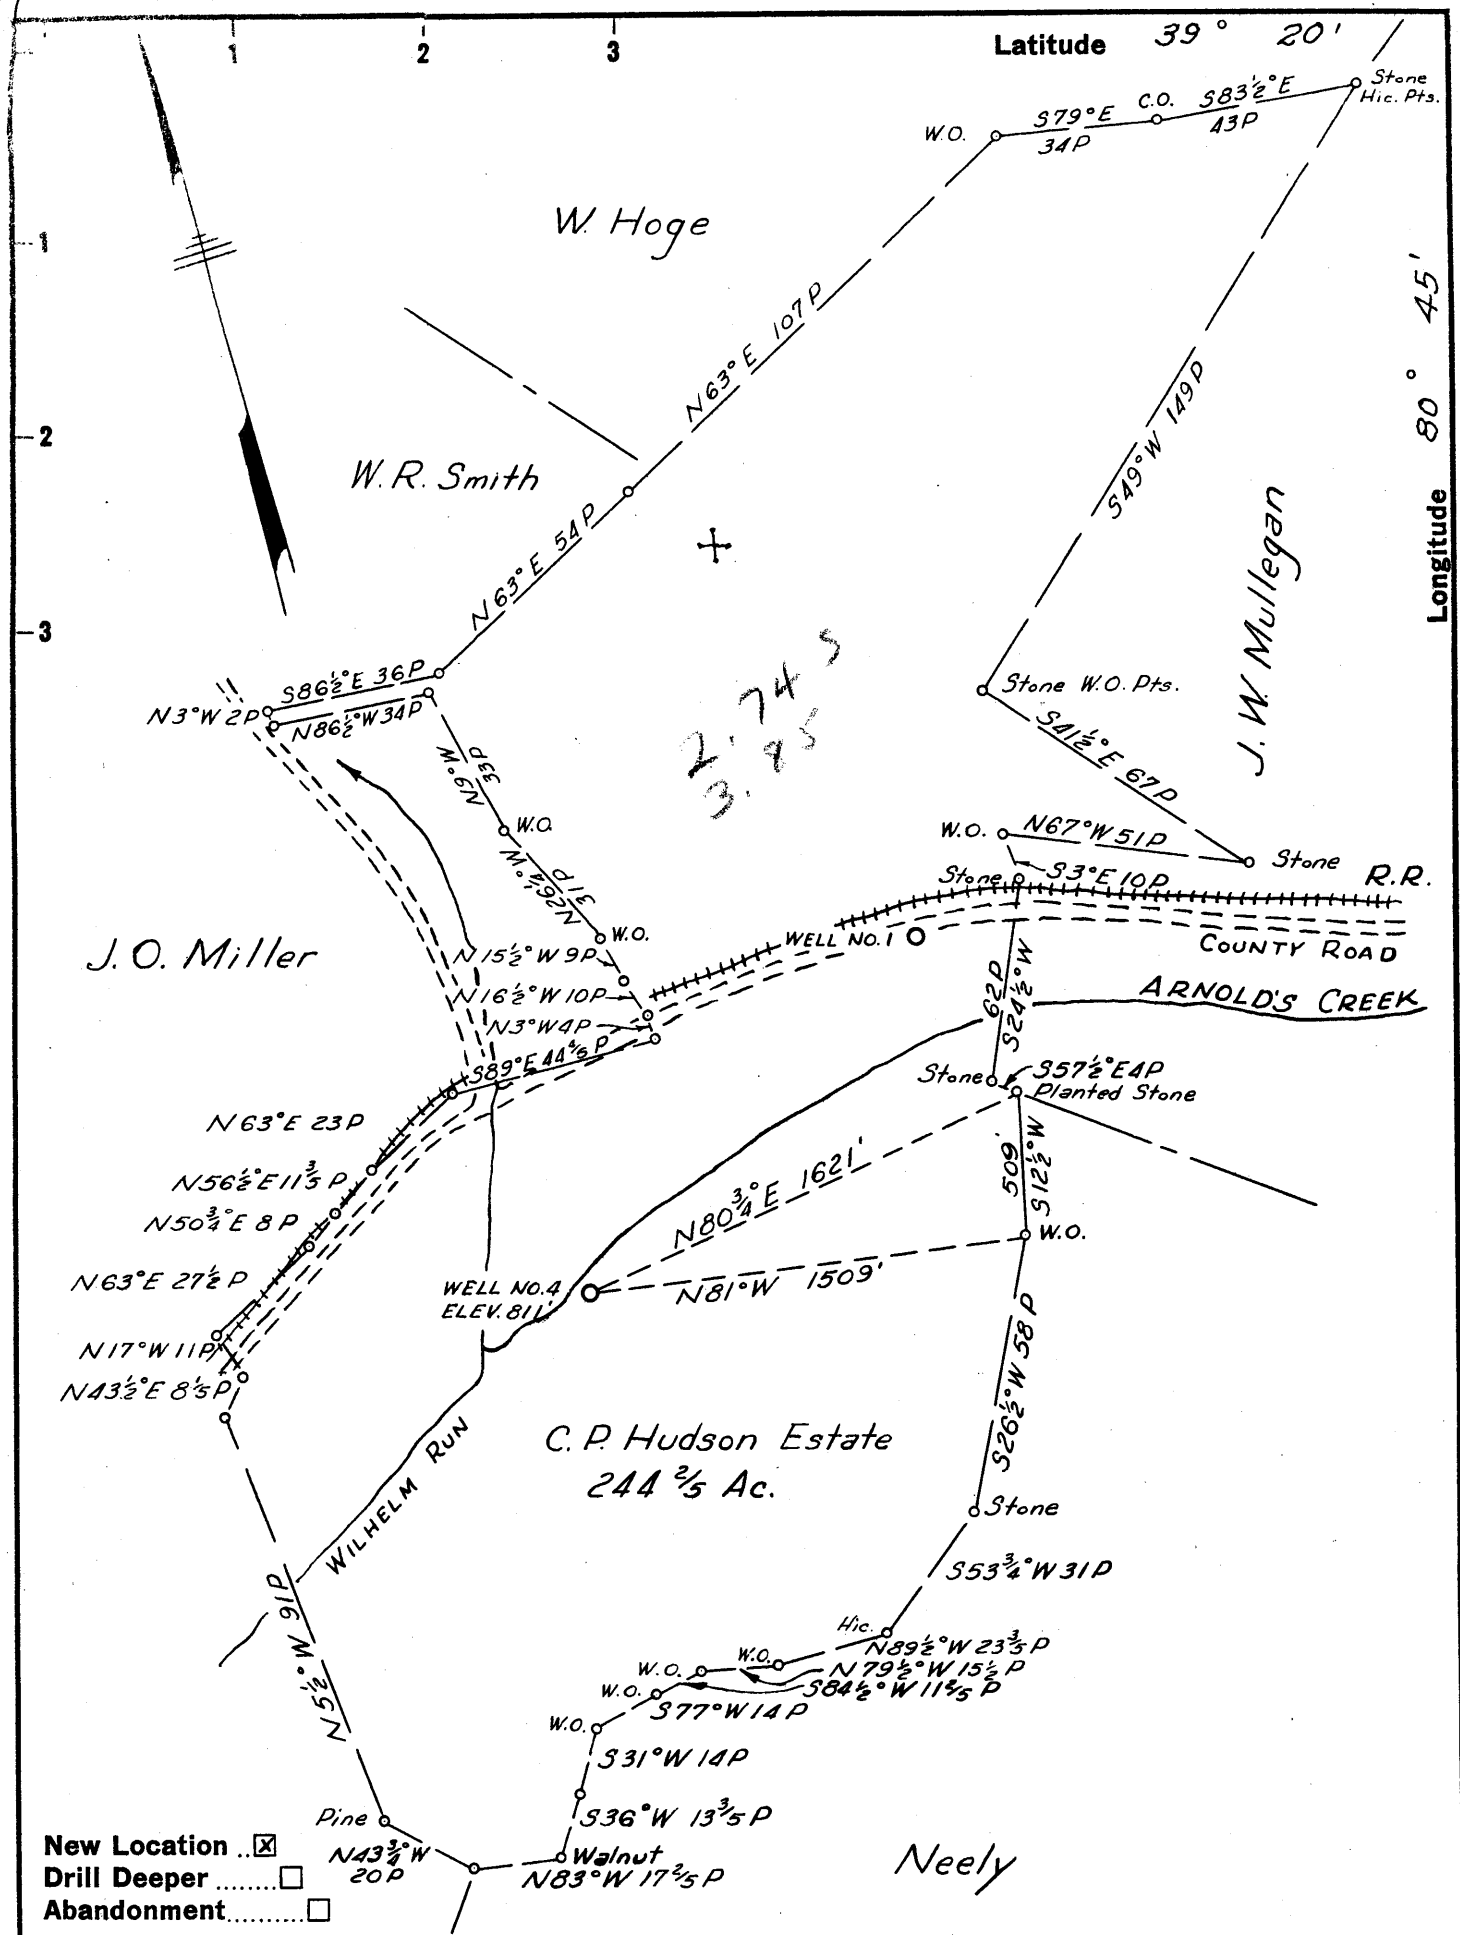 1 2 3
Latitude 39° 20'
Stone
Hic. Pts.
W.O. S79°E C.O. S83½°E
34P 43P
W. Hoge
1
Longitude 80° 45'
N63°E 107P
S49°W 149P
2
W. R. Smith
J. W. Mullegan
N63°E 54P
3
2.74 S
3.85
S86½°E 36P
N3°W 2P
N86½°W 34P
Stone W.O. Pts.
S41½°E 67P
N9°W
33P
W.O.
N26¼°W
31P
W.O.
W.O. N67°W 51P
Stone
Stone S3°E 10P
R.R.
WELL NO. 1
COUNTY ROAD
J. O. Miller
N15½°W 9P
N16½°W 10P
N3°W 4P
S89°E 44⅘P
62P
S24½°W
ARNOLD'S CREEK
Stone
S57½°E 4P
Planted Stone
N63°E 23P
N56½°E 11⅗P
N50¾°E 8P
N63°E 27½P
N17°W 11P
N43½°E 8⅕P
509'
S12½°W
W.O.
N80¾°E 1621'
N81°W 1509'
WELL NO. 4
ELEV. 811'
S26½°W 58P
WILHELM RUN
C. P. Hudson Estate
244 ⅖ Ac.
Stone
S53¾°W 31P
N5½°W 91P
Hic.
N89½°W 23⅗P
W.O.
N79½°W 15½P
W.O.
S84½°W 11⅖P
W.O.
S77°W 14P
W.O.
S31°W 14P
Pine
S36°W 13⅗P
N43¾°W
20P
Walnut
N83°W 17⅖P
Neely
New Location ..☒
Drill Deeper ........☐
Abandonment..........☐